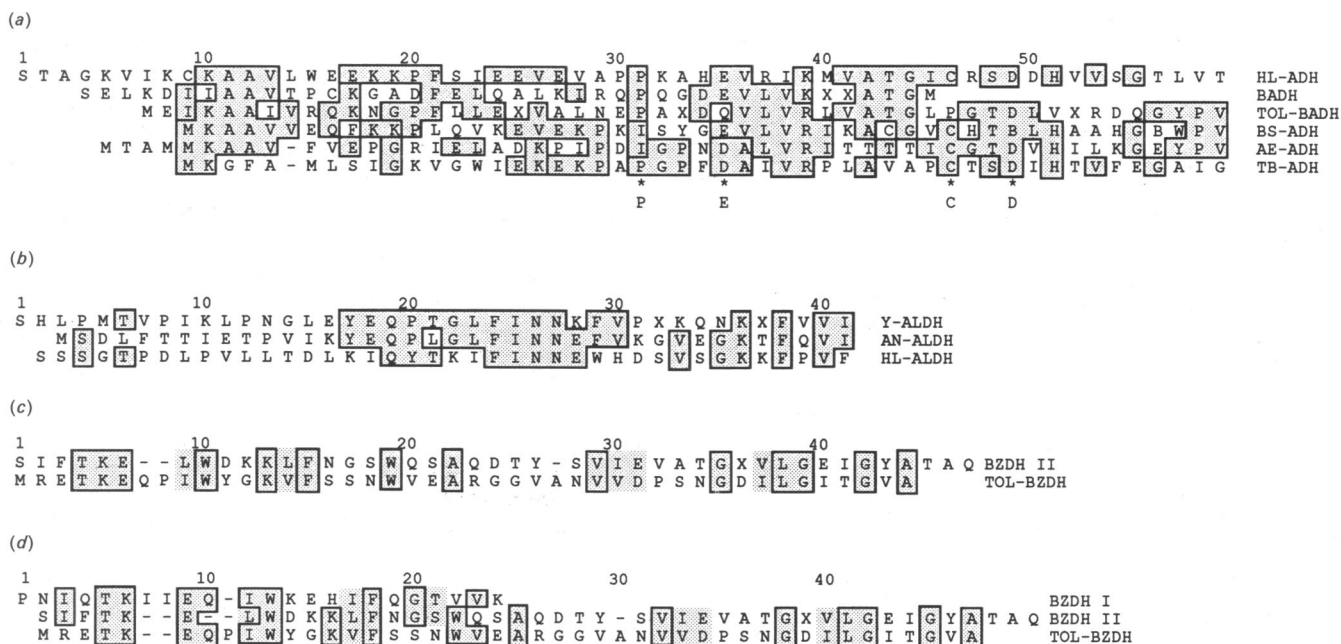 (a)
1 10 20 30 40 50
S T A G K V I K C K A A V L W E E K K P F S I E E V E V A P P K A H E V R I K M V A T G I C R S D D H V V S G T L V T HL-ADH
S E L K D I I A A V T P C K G A D F E L Q A L K I R Q P Q G D E V L V K X X A T G M BADH
M E I K A A I V R Q K N G P F L L E X V A L N E P A X D Q V L V R L V A T G L P G T D L V X R D Q G Y P V TOL-BADH
M K A A V V E Q F K K P L Q V K E V E K P K I S Y G E V L V R I K A C G V C H T B L H A A H G B W P V BS-ADH
M T A M M K A A V - F V E P G R I E L A D K P I P D I G P N D A L V R I T T T T I C G T D V H I L K G E Y P V AE-ADH
M K G F A - M L S I G K V G W I E K E K P A P G P F D A I V R P L A V A P C T S D I H T V F E G A I G TB-ADH
* * * *
P E C D
(b)
1 10 20 30 40
S H L P M T V P I K L P N G L E Y E Q P T G L F I N N K F V P X K Q N K X F V V I Y-ALDH
M S D L F T T I E T P V I K Y E Q P L G L F I N N E F V K G V E G K T F Q V I AN-ALDH
S S S G T P D L P V L L T D L K I Q Y T K I F I N N E W H D S V S G K K F P V F HL-ALDH
(c)
1 10 20 30 40
S I F T K E - - L W D K K L F N G S W Q S A Q D T Y - S V I E V A T G X V L G E I G Y A T A Q BZDH II
M R E T K E Q P I W Y G K V F S S N W V E A R G G V A N V V D P S N G D I L G I T G V A TOL-BZDH
(d)
1 10 20 30 40
P N I Q T K I I E Q - I W K E H I F Q G T V V K BZDH I
S I F T K - - E - - L W D K K L F N G S W Q S A Q D T Y - S V I E V A T G X V L G E I G Y A T A Q BZDH II
M R E T K - - E Q P I W Y G K V F S S N W V E A R G G V A N V V D P S N G D I L G I T G V A TOL-BZDH